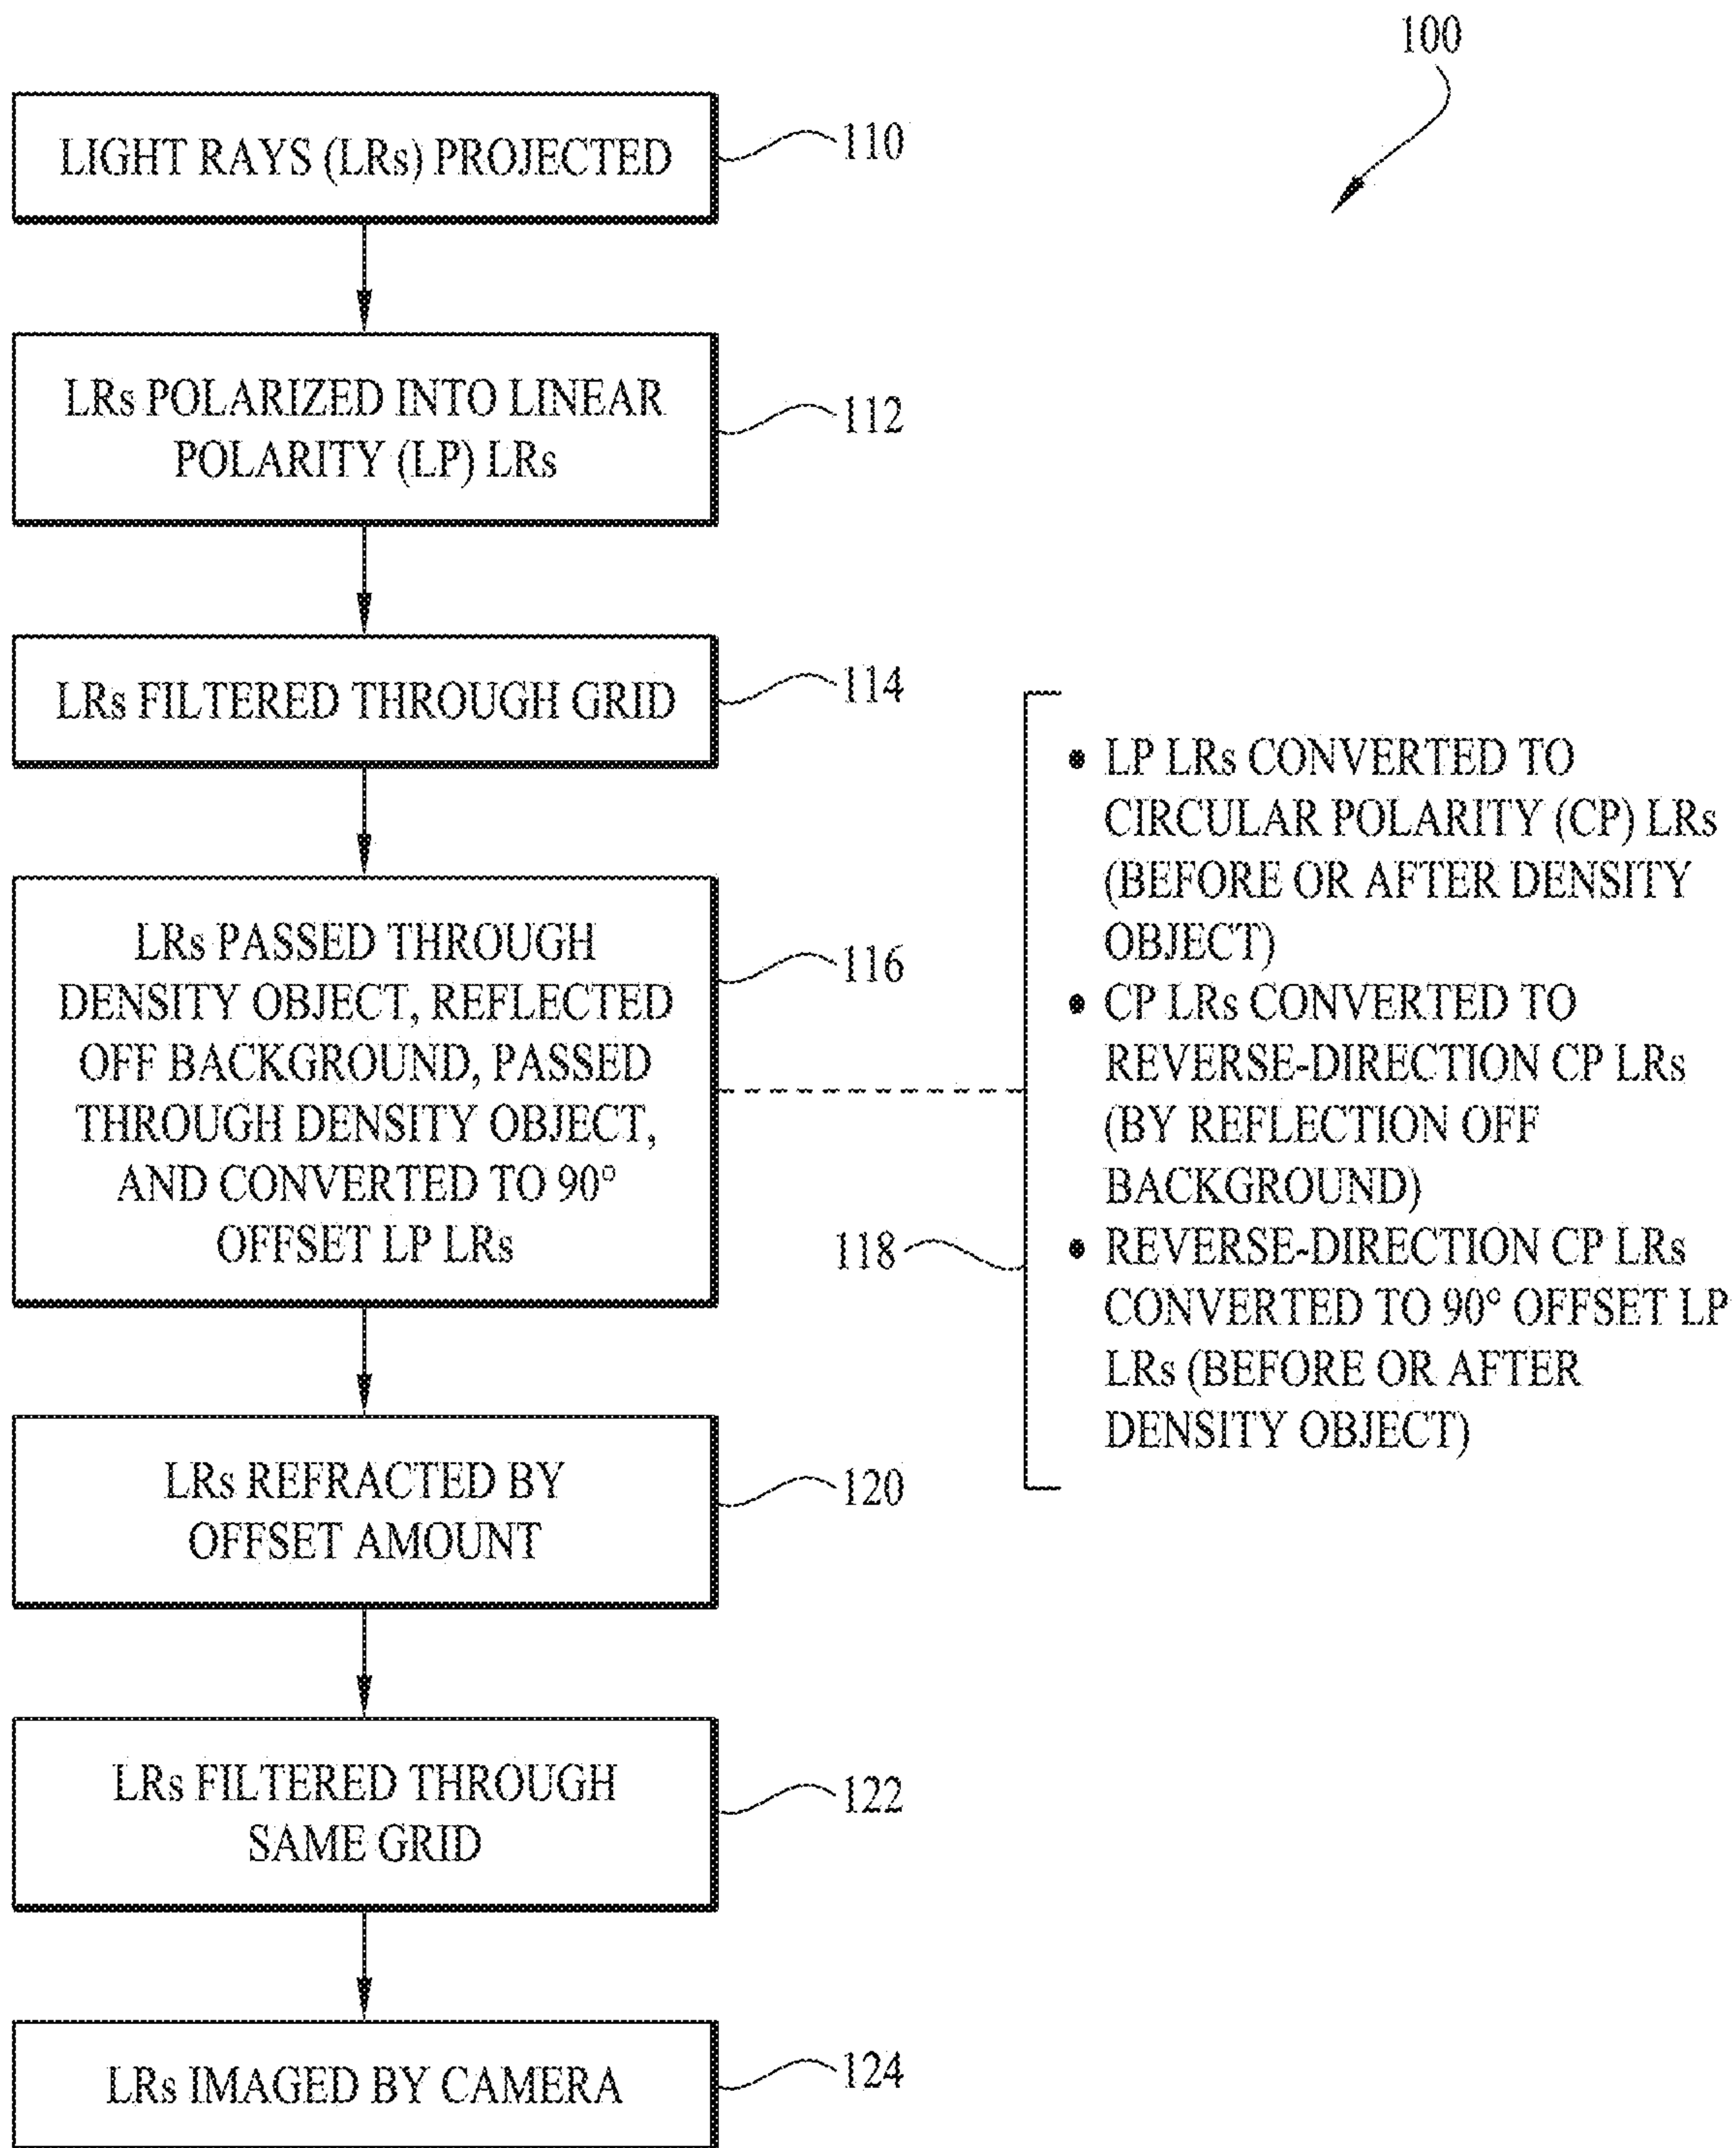 100
LIGHT RAYS (LRs) PROJECTED
110
LRs POLARIZED INTO LINEAR
POLARITY (LP) LRs
112
LRs FILTERED THROUGH GRID
114
LRs PASSED THROUGH
DENSITY OBJECT, REFLECTED
OFF BACKGROUND, PASSED
THROUGH DENSITY OBJECT,
AND CONVERTED TO 90°
OFFSET LP LRs
116
118
• LP LRs CONVERTED TO
CIRCULAR POLARITY (CP) LRs
(BEFORE OR AFTER DENSITY
OBJECT)
• CP LRs CONVERTED TO
REVERSE-DIRECTION CP LRs
(BY REFLECTION OFF
BACKGROUND)
• REVERSE-DIRECTION CP LRs
CONVERTED TO 90° OFFSET LP
LRs (BEFORE OR AFTER
DENSITY OBJECT)
LRs REFRACTED BY
OFFSET AMOUNT
120
LRs FILTERED THROUGH
SAME GRID
122
LRs IMAGED BY CAMERA
124